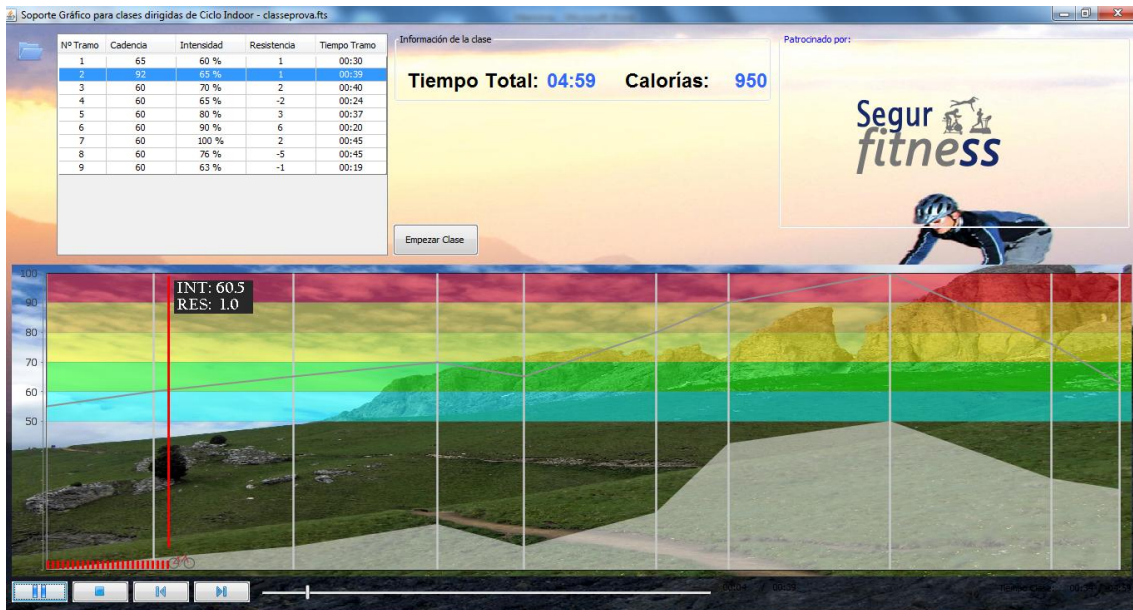 Soporte Gráfico para clases dirigidas de Ciclo Indoor - classeprova.fts
Nº Tramo Cadencia Intensidad Resistencia Tiempo Tramo
1 65 60 % 1 00:30
2 92 65 % 1 00:39
3 60 70 % 2 00:40
4 60 65 % -2 00:24
5 60 80 % 3 00:37
6 60 90 % 6 00:20
7 60 100 % 2 00:45
8 60 76 % -5 00:45
9 60 63 % -1 00:19
Información de la clase
Tiempo Total: 04:59 Calorías: 950
Empezar Clase
Patrocinado por:
Segur
fitness
100
90
80
70
60
50
INT: 60.5
RES: 1.0